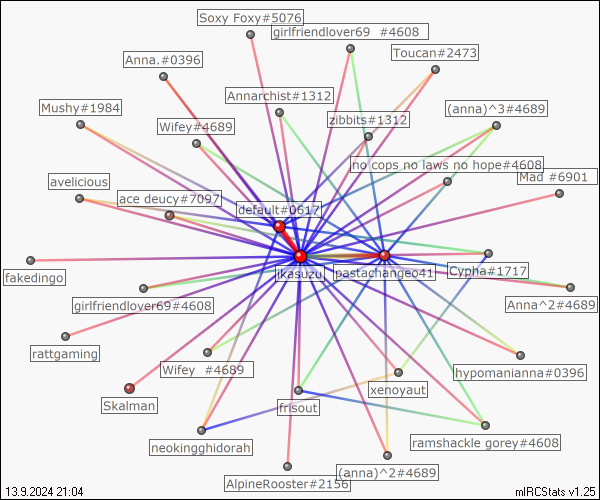 Soxy Foxy#5076
girlfriendlover69 #4608
Toucan#2473
Anna.#0396
Annarchist#1312
Mushy#1984
(anna)^3#4689
zibbits#1312
Wifey#4689
no cops no laws no hope#4608
Mad #6901
avelicious
ace deucy#7097
default#0617
ikasuzu
pastachangeo41
Cypha#1717
fakedingo
girlfriendlover69#4608
Anna^2#4689
rattgaming
Wifey #4689
hypomanianna#0396
xenoyaut
Skalman
frisout
neokingghidorah
ramshackle gorey#4608
(anna)^2#4689
AlpineRooster#2156
13.9.2024 21:04
mIRCStats v1.25